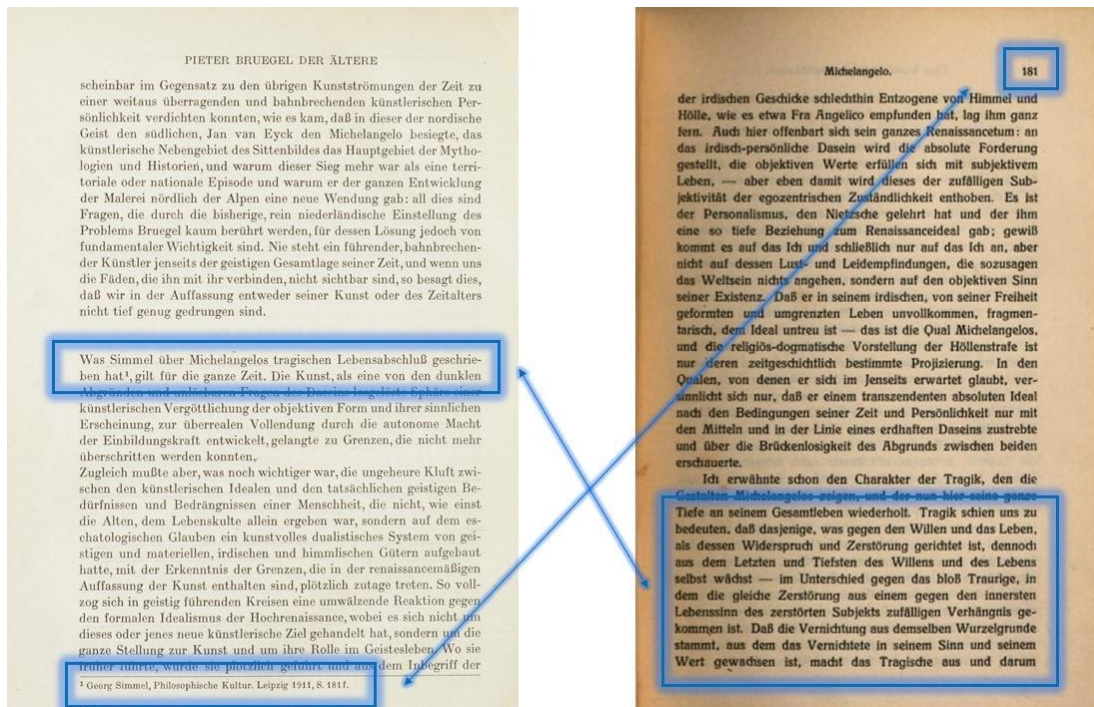 PIETER BRUEGEL DER ÄLTERE
scheinbar im Gegensatz zu den übrigen Kunstströmungen der Zeit zu
einer weitaus überragenden und bahnbrechenden künstlerischen Per-
sönlichkeit verdichten konnten, wie es kam, daß in dieser der nordische
Geist den südlichen, Jan van Eyck den Michelangelo besiegte, das
künstlerische Nebengebiet des Sittenbildes das Hauptgebiet der Mytho-
logien und Historien, und warum dieser Sieg mehr war als eine terri-
toriale oder nationale Episode und warum er der ganzen Entwicklung
der Malerei nördlich der Alpen eine neue Wendung gab: all dies sind
Fragen, die durch die bisherige, rein niederländische Einstellung des
Problems Bruegel kaum berührt werden, für dessen Lösung jedoch von
fundamentaler Wichtigkeit sind. Nie steht ein führender, bahnbrechen-
der Künstler jenseits der geistigen Gesamtlage seiner Zeit, und wenn uns
die Fäden, die ihn mit ihr verbinden, nicht sichtbar sind, so besagt dies,
daß wir in der Auffassung entweder seiner Kunst oder des Zeitalters
nicht tief genug gedrungen sind.
Was Simmel über Michelangelos tragischen Lebensabschluß geschrie-
ben hat¹, gilt für die ganze Zeit. Die Kunst, als eine von den dunklen
Abgründen und unlösbaren Fragen des Daseins losgelöste Sphäre einer
künstlerischen Vergöttlichung der objektiven Form und ihrer sinnlichen
Erscheinung, zur überrealen Vollendung durch die autonome Macht
der Einbildungskraft entwickelt, gelangte zu Grenzen, die nicht mehr
überschritten werden konnten.
Zugleich mußte aber, was noch wichtiger war, die ungeheure Kluft zwi-
schen den künstlerischen Idealen und den tatsächlichen geistigen Be-
dürfnissen und Bedrängnissen einer Menschheit, die nicht, wie einst
die Alten, dem Lebenskulte allein ergeben war, sondern auf dem es-
chatologischen Glauben ein kunstvolles dualistisches System von gei-
stigen und materiellen, irdischen und himmlischen Gütern aufgebaut
hatte, mit der Erkenntnis der Grenzen, die in der renaissancemäßigen
Auffassung der Kunst enthalten sind, plötzlich zutage treten. So voll-
zog sich in geistig führenden Kreisen eine umwälzende Reaktion gegen
den formalen Idealismus der Hochrenaissance, wobei es sich nicht um
dieses oder jenes neue künstlerische Ziel gehandelt hat, sondern um die
ganze Stellung zur Kunst und um ihre Rolle im Geistesleben. Wo sie
früher führte, wurde sie plötzlich geführt und aus dem Inbegriff der
¹ Georg Simmel, Philosophische Kultur. Leipzig 1911, S. 181f.
Michelangelo. 181
der irdischen Geschicke schlechthin Entzogene von Himmel und
Hölle, wie es etwa Fra Angelico empfunden hat, lag ihm ganz
fern. Auch hier offenbart sich sein ganzes Renaissancetum: an
das irdisch-persönliche Dasein wird die absolute Forderung
gestellt, die objektiven Werte erfüllen sich mit subjektivem
Leben, — aber eben damit wird dieses der zufälligen Sub-
jektivität der egozentrischen Zuständlichkeit enthoben. Es ist
der Personalismus, den Nietzsche gelehrt hat und der ihm
eine so tiefe Beziehung zum Renaissanceideal gab; gewiß
kommt es auf das Ich und schließlich nur auf das Ich an, aber
nicht auf dessen Lust- und Leidempfindungen, die sozusagen
das Weltsein nichts angehen, sondern auf den objektiven Sinn
seiner Existenz. Daß er in seinem irdischen, von seiner Freiheit
geformten und umgrenzten Leben unvollkommen, fragmen-
tarisch, dem Ideal untreu ist — das ist die Qual Michelangelos,
und die religiös-dogmatische Vorstellung der Höllenstrafe ist
nur deren zeitgeschichtlich bestimmte Projizierung. In den
Qualen, von denen er sich im Jenseits erwartet glaubt, ver-
sinnlicht sich nur, daß er einem transzendenten absoluten Ideal
nach den Bedingungen seiner Zeit und Persönlichkeit nur mit
den Mitteln und in der Linie eines erdhaften Daseins zustrebte
und über die Brückenlosigkeit des Abgrunds zwischen beiden
erschauerte.
Ich erwähnte schon den Charakter der Tragik, den die
Gestalten Michelangelos zeigen, und der nun hier seine ganze
Tiefe an seinem Gesamtleben wiederholt. Tragik schien uns zu
bedeuten, daß dasjenige, was gegen den Willen und das Leben,
als dessen Widerspruch und Zerstörung gerichtet ist, dennoch
aus dem Letzten und Tiefsten des Willens und des Lebens
selbst wächst — im Unterschied gegen das bloß Traurige, in
dem die gleiche Zerstörung aus einem gegen den innersten
Lebenssinn des zerstörten Subjekts zufälligen Verhängnis ge-
kommen ist. Daß die Vernichtung aus demselben Wurzelgrunde
stammt, aus dem das Vernichtete in seinem Sinn und seinem
Wert gewachsen ist, macht das Tragische aus und darum